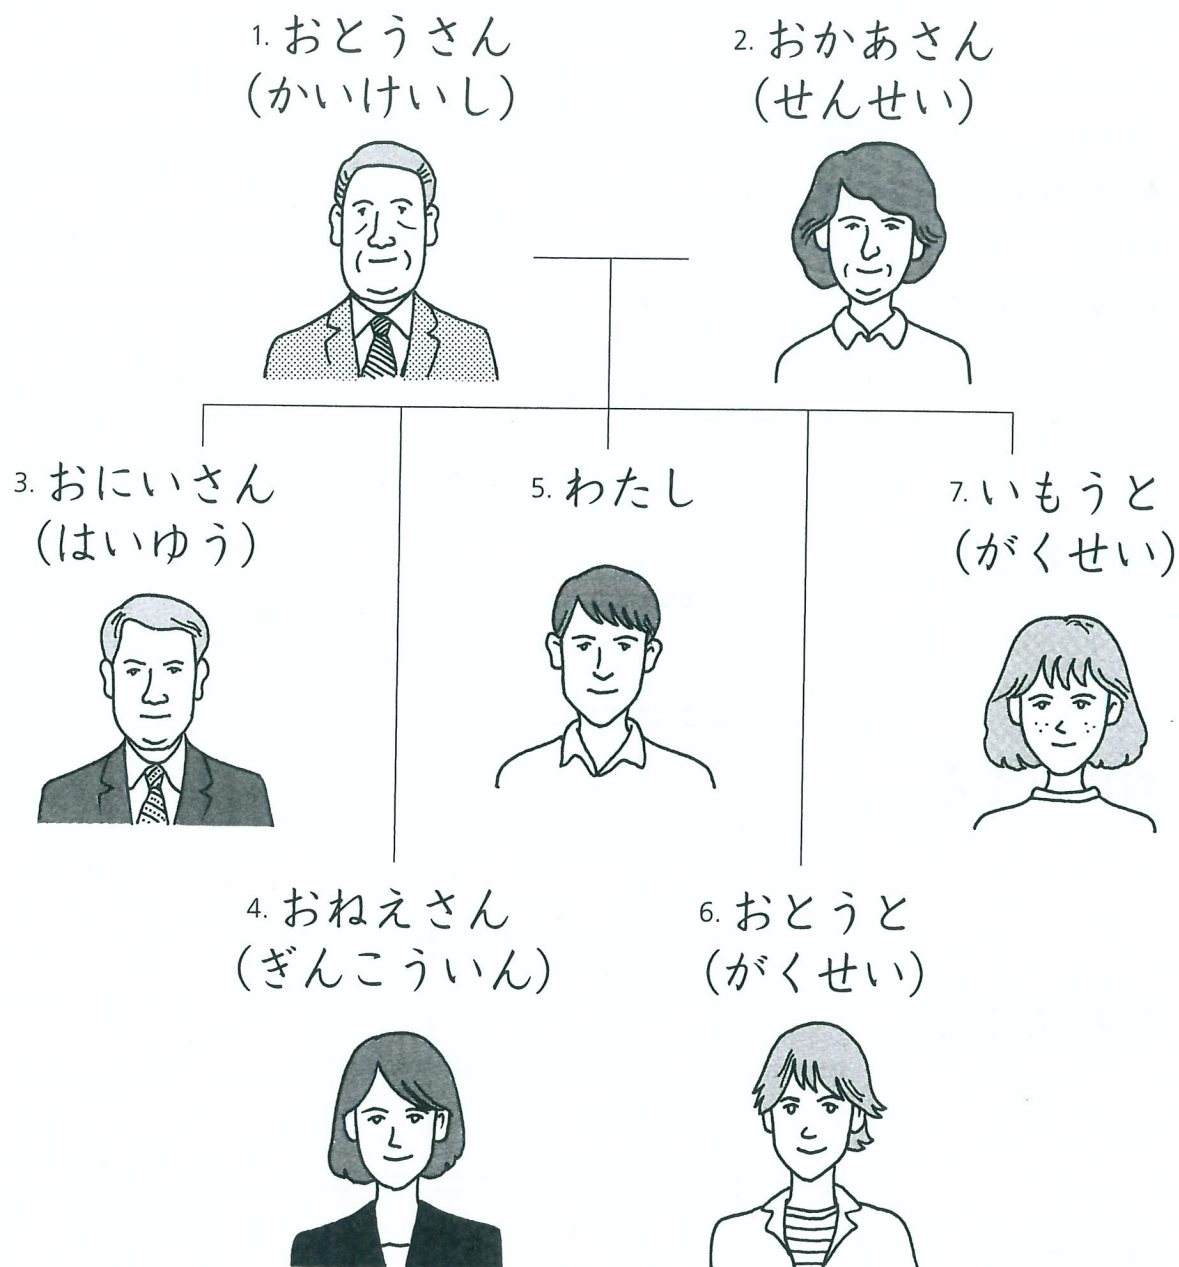 1. おとうさん
(かいけいし)
2. おかあさん
(せんせい)
3. おにいさん
(はいゆう)
5. わたし
7. いもうと
(がくせい)
4. おねえさん
(ぎんこういん)
6. おとうと
(がくせい)